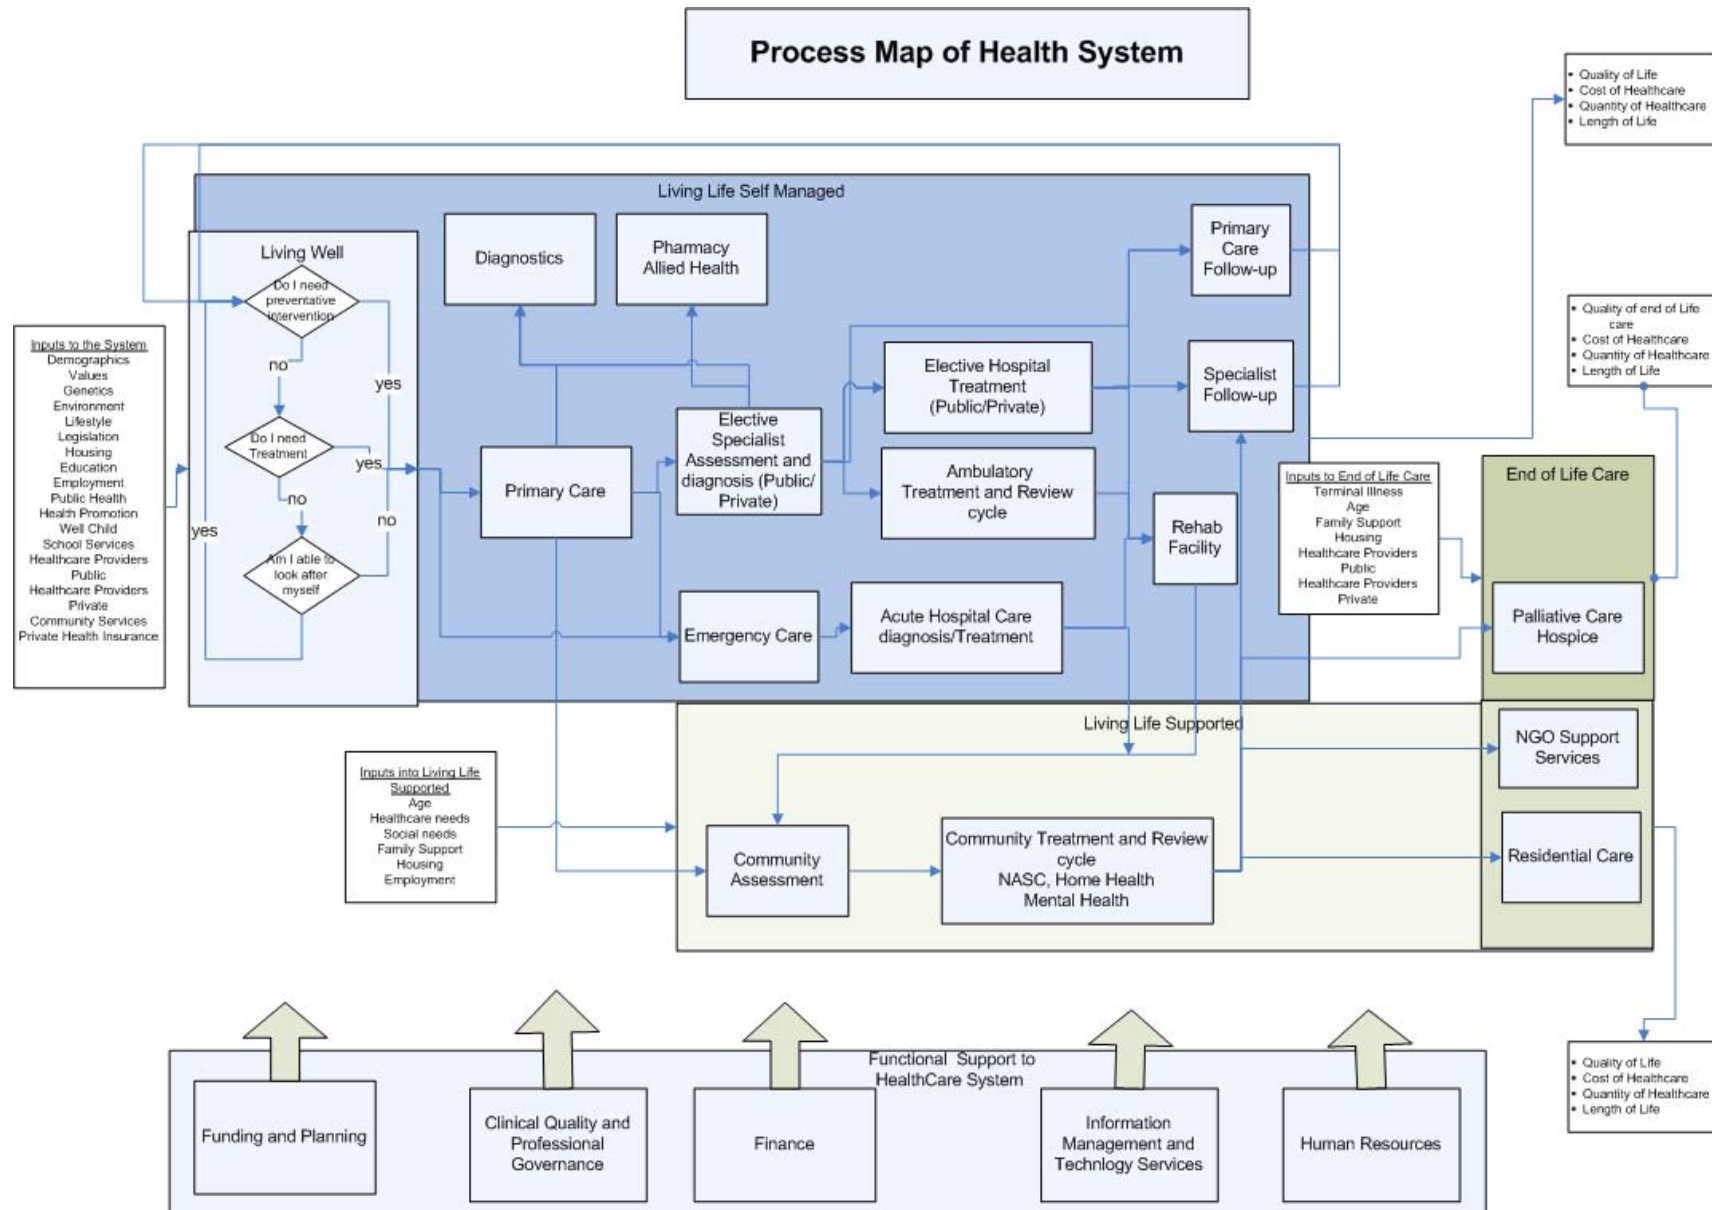 Process Map of Health System
Quality of Life
Cost of Healthcare
Quantity of Healthcare
Length of Life
Living Life Self Managed
Living Well
Do I need
preventative
intervention
no
yes
Do I need
Treatment
yes
no
no
yes
Am I able to
look after
myself
Inputs to the System
Demographics
Values
Genetics
Environment
Lifestyle
Legislation
Housing
Education
Employment
Public Health
Health Promotion
Well Child
School Services
Healthcare Providers
Public
Healthcare Providers
Private
Community Services
Private Health Insurance
Diagnostics
Pharmacy
Allied Health
Primary
Care
Follow-up
Primary Care
Elective
Specialist
Assessment and
diagnosis (Public/
Private)
Elective Hospital
Treatment
(Public/Private)
Specialist
Follow-up
Ambulatory
Treatment and Review
cycle
Rehab
Facility
Emergency Care
Acute Hospital Care
diagnosis/Treatment
Quality of end of Life
care
Cost of Healthcare
Quantity of Healthcare
Length of Life
Inputs to End of Life Care
Terminal Illness
Age
Family Support
Housing
Healthcare Providers
Public
Healthcare Providers
Private
End of Life Care
Palliative Care
Hospice
Living Life Supported
NGO Support
Services
Residential Care
Inputs into Living Life
Supported
Age
Healthcare needs
Social needs
Family Support
Housing
Employment
Community
Assessment
Community Treatment and Review
cycle
NASC, Home Health
Mental Health
Functional Support to
HealthCare System
Funding and Planning
Clinical Quality and
Professional
Governance
Finance
Information
Management and
Technlogy Services
Human Resources
Quality of Life
Cost of Healthcare
Quantity of Healthcare
Length of Life